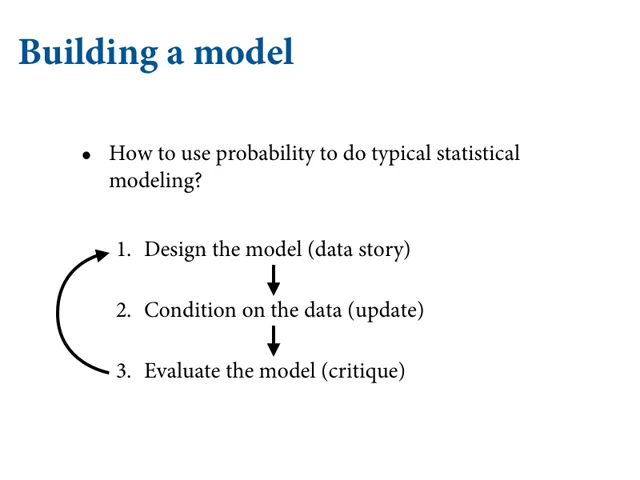 Building a model
• How to use probability to do typical statistical
modeling?
1. Design the model (data story)
2. Condition on the data (update)
3. Evaluate the model (critique)